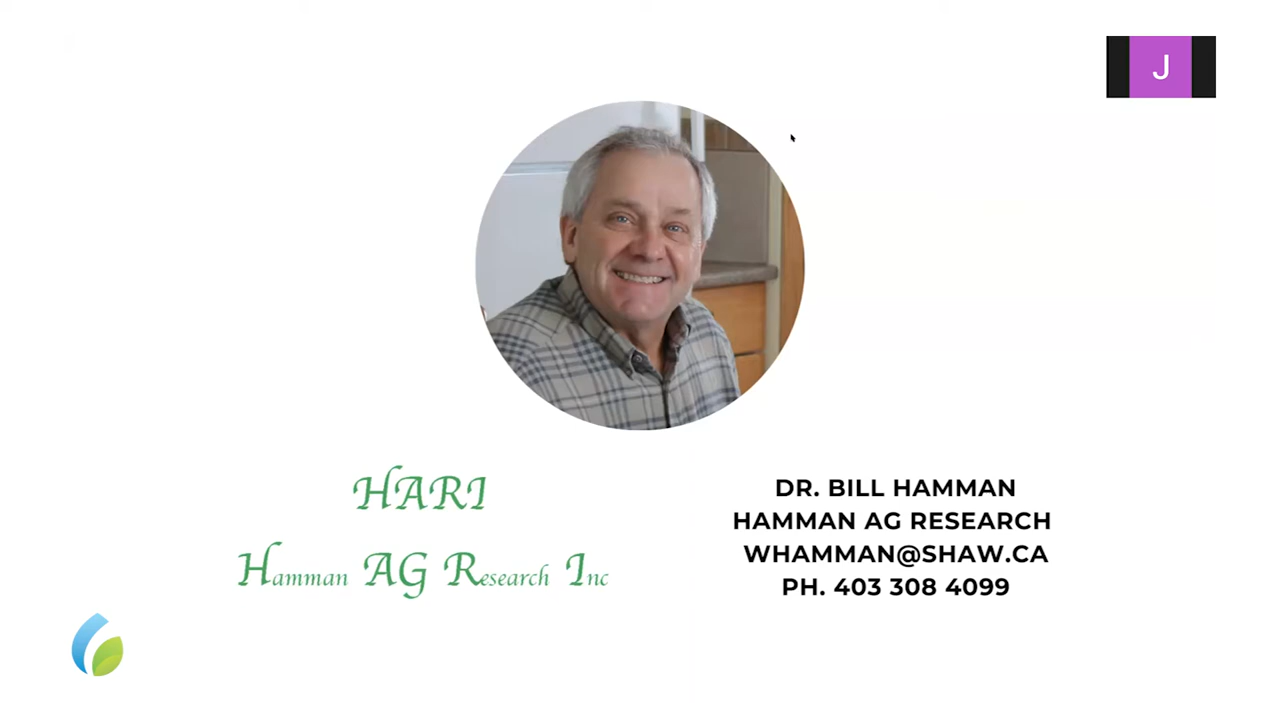 J
HARI
Hamman AG Research Inc
DR. BILL HAMMAN
HAMMAN AG RESEARCH
WHAMMAN@SHAW.CA
PH. 403 308 4099